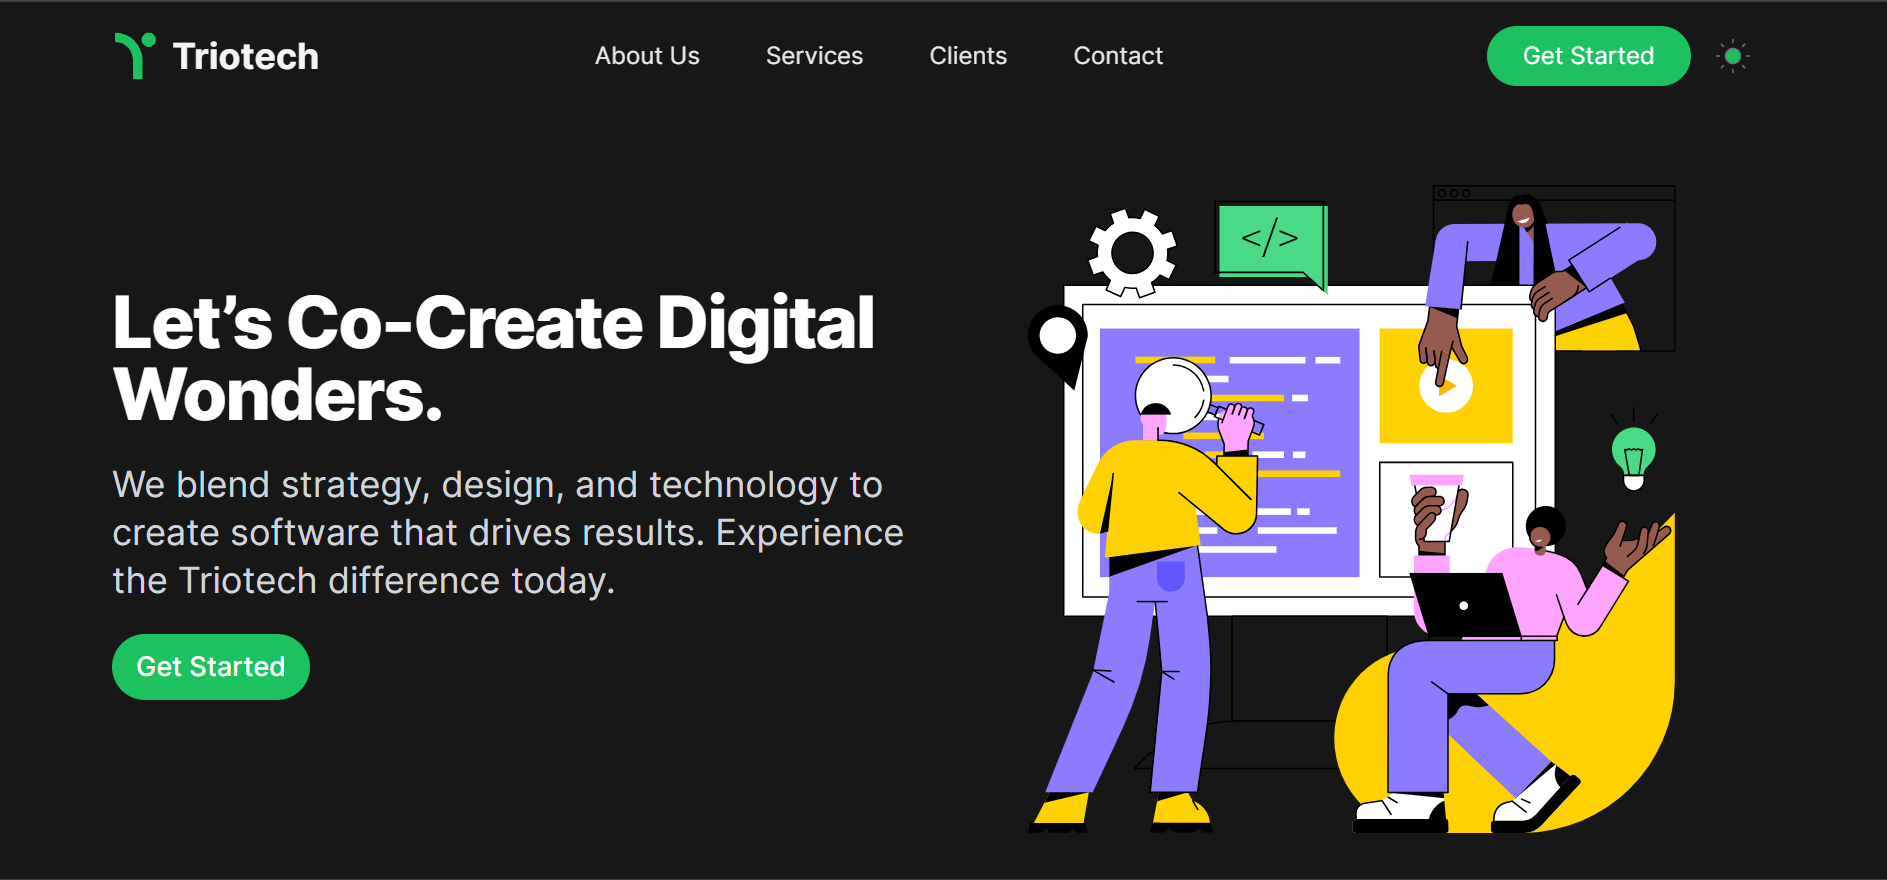 Triotech
About Us
Services
Clients
Contact
Get Started
</>
Let’s Co-Create Digital
Wonders.
We blend strategy, design, and technology to
create software that drives results. Experience
the Triotech difference today.
Get Started